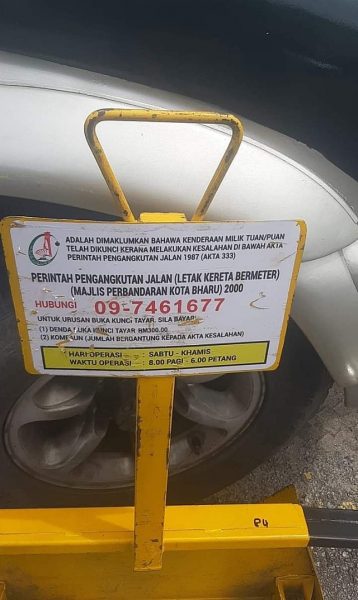 ADALAH DIMAKLUMKAN BAHAWA KENDERAAN MILIK TUAN/PUAN
TELAH DIKUNCI KERANA MELAKUKAN KESALAHAN DI BAWAH AKTA
PERINTAH PENGANGKUTAN JALAN 1987 (AKTA 333)
PERINTAH PENGANGKUTAN JALAN (LETAK KERETA BERMETER)
(MAJLIS PERBANDARAN KOTA BHARU) 2000
HUBUNGI 09-7461677
UNTUK URUSAN BUKA KUNCI TAYAR, SILA BAYAR
(1) DENDA BUKA KUNCI TAYAR RM300.00
(2) KOMPAUN (JUMLAH BERGANTUNG KEPADA AKTA KESALAHAN)
HARI OPERASI : SABTU - KHAMIS
WAKTU OPERASI : 8.00 PAGI - 6.00 PETANG
P4